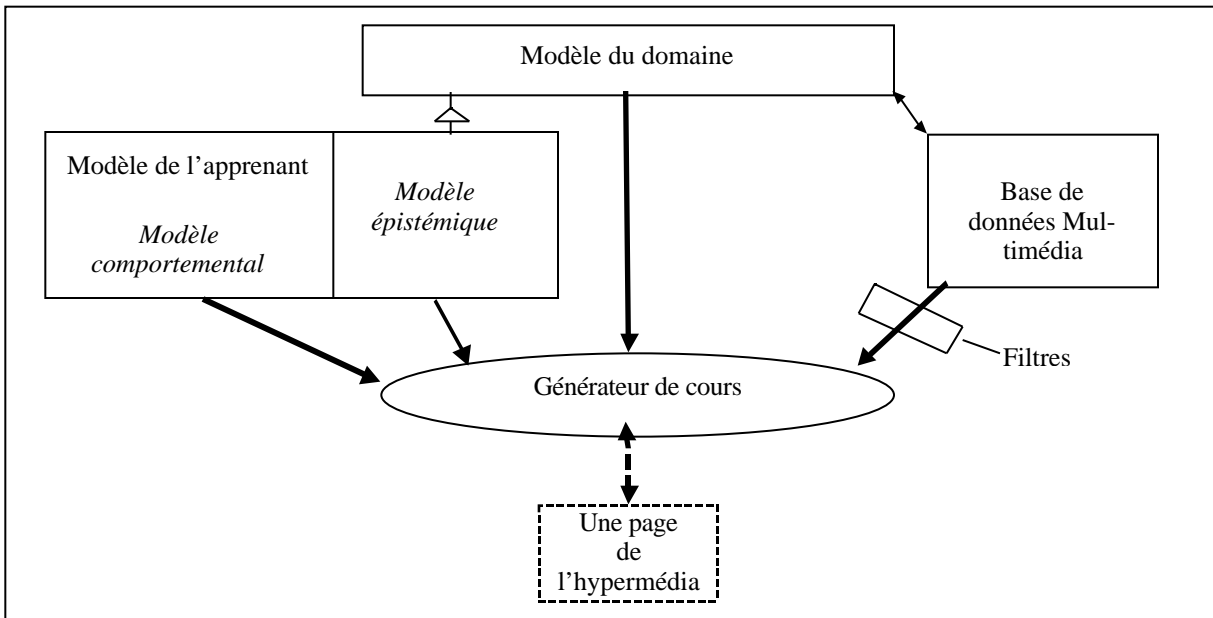 Modèle du domaine
Modèle de l’apprenant
Modèle
comportemental
Modèle
épistémique
Base de
données Mul-
timédia
Filtres
Générateur de cours
Une page
de
l’hypermédia